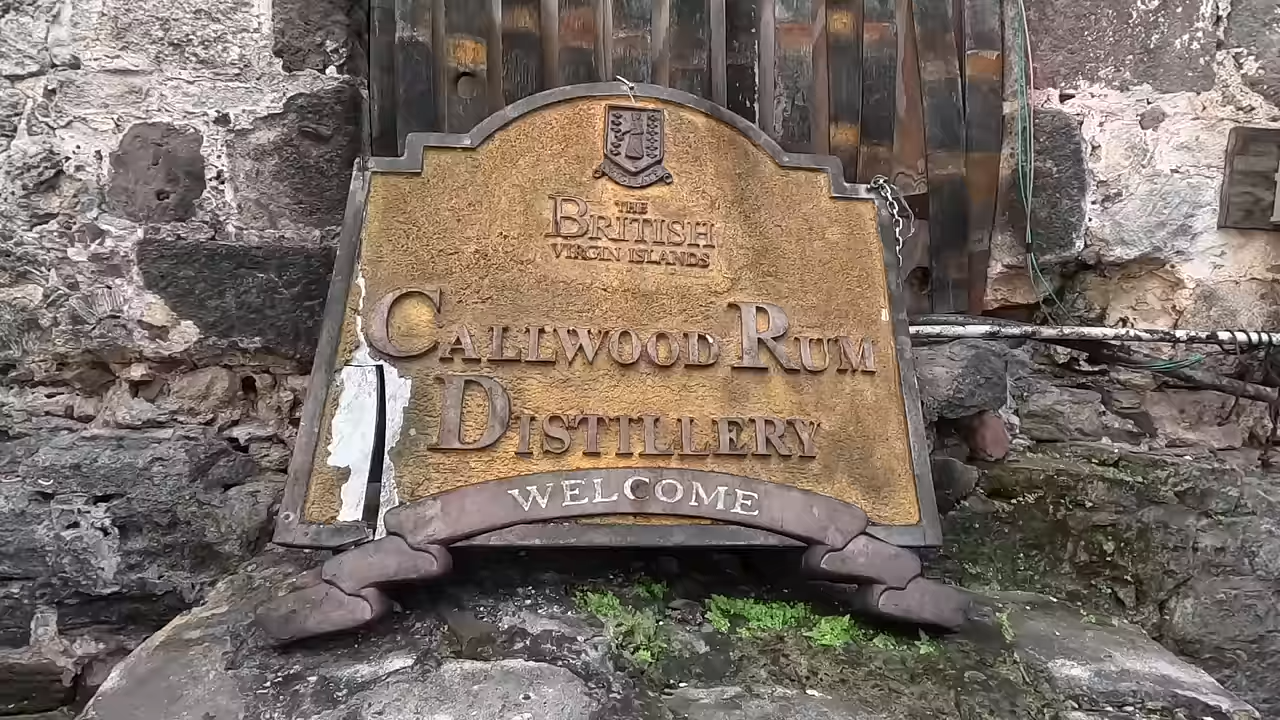 THE
BRITISH
VIRGIN ISLANDS
CALLWOOD RUM
DISTILLERY
WELCOME